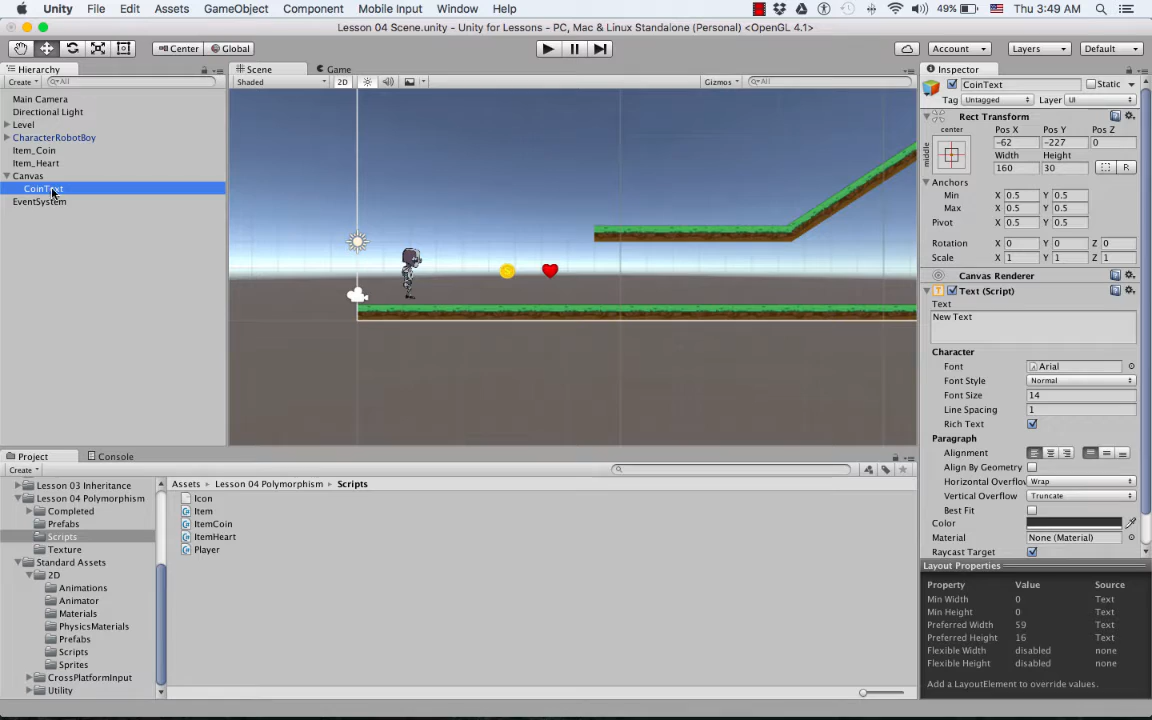 Unity File Edit Assets GameObject Component Mobile Input Window Help 49% Thu 3:49 AM
Lesson 04 Scene.unity - Unity for Lessons - PC, Mac & Linux Standalone (Personal) <OpenGL 4.1>
Center Global Account Layers Default
Hierarchy
Create All
Main Camera
Directional Light
Level
CharacterRobotBoy
Item_Coin
Item_Heart
Canvas
CoinText
EventSystem
Scene Game
Shaded 2D Gizmos All
Inspector
CoinText Static
Tag Untagged Layer UI
Rect Transform
center
middle
Pos X Pos Y Pos Z
-62 -227 0
Width Height
160 30 R
Anchors
Min X 0.5 Y 0.5
Max X 0.5 Y 0.5
Pivot X 0.5 Y 0.5
Rotation X 0 Y 0 Z 0
Scale X 1 Y 1 Z 1
Canvas Renderer
Text (Script)
Text
New Text
Character
Font Arial
Font Style Normal
Font Size 14
Line Spacing 1
Rich Text
Paragraph
Alignment
Align By Geometry
Horizontal Overflow Wrap
Vertical Overflow Truncate
Best Fit
Color
Material None (Material)
Raycast Target
Layout Properties
Property Value Source
Min Width 0 Text
Min Height 0 Text
Preferred Width 59 Text
Preferred Height 16 Text
Flexible Width disabled none
Flexible Height disabled none
Add a LayoutElement to override values.
Project Console
Create
Lesson 03 Inheritance
Lesson 04 Polymorphism
Completed
Prefabs
Scripts
Texture
Standard Assets
2D
Animations
Animator
Materials
PhysicsMaterials
Prefabs
Scripts
Sprites
CrossPlatformInput
Utility
Assets Lesson 04 Polymorphism Scripts
Icon
Item
ItemCoin
ItemHeart
Player